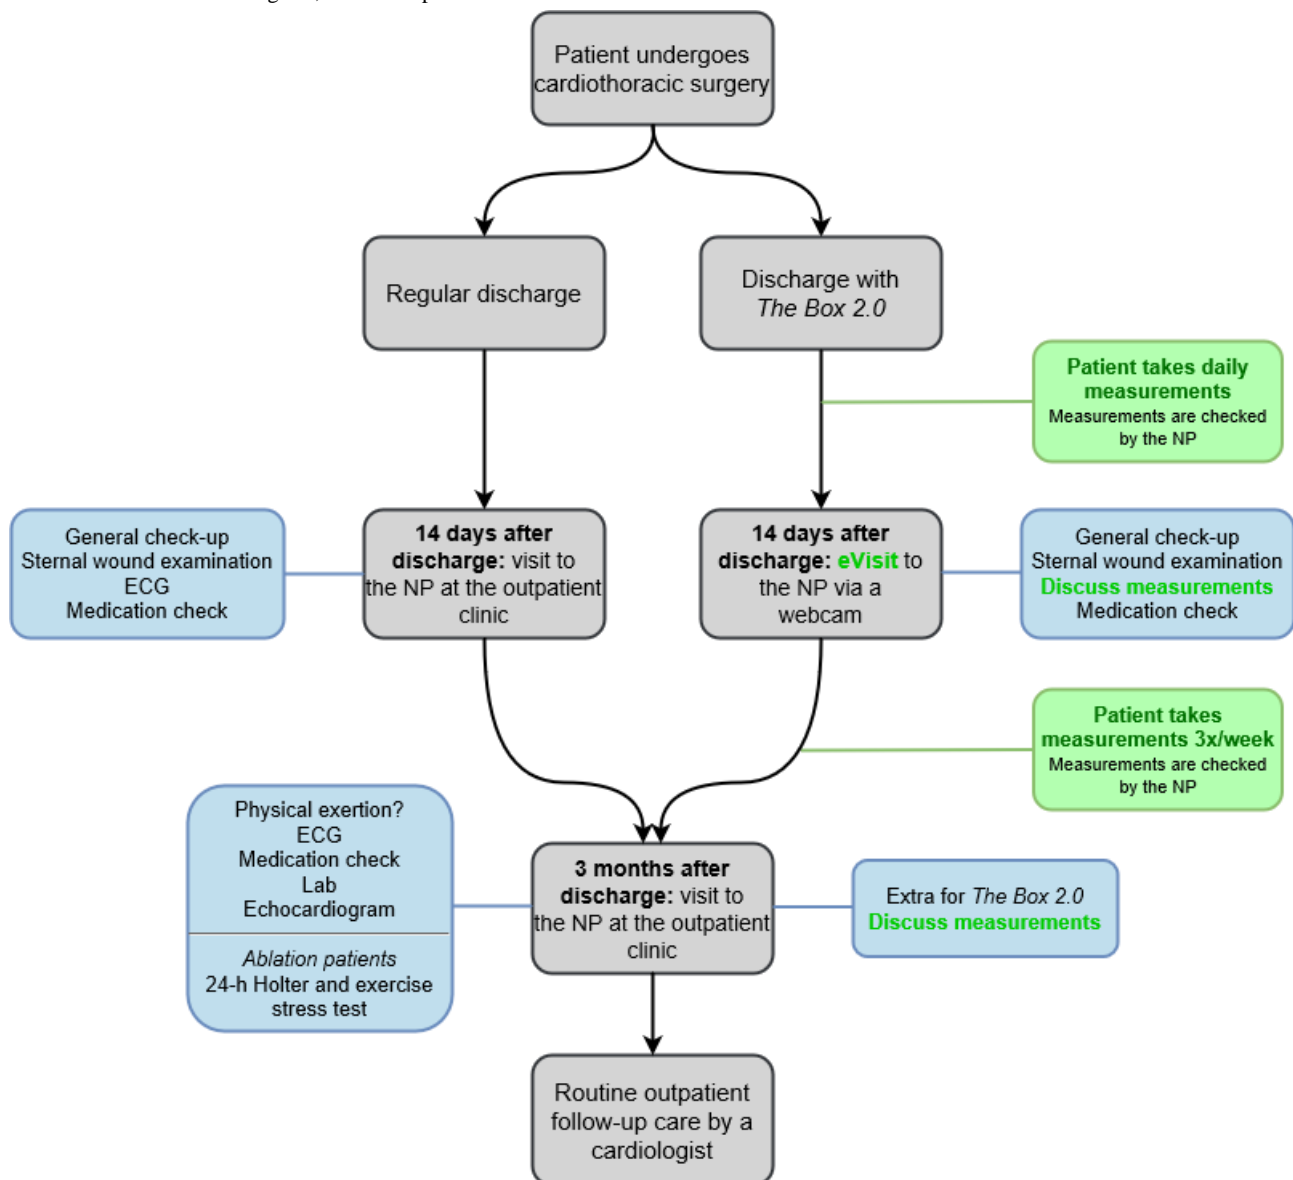 Patient undergoes
cardiothoracic surgery
Regular discharge
Discharge with
The Box 2.0
Patient takes daily
measurements
Measurements are checked
by the NP
General check-up
Sternal wound examination
ECG
Medication check
14 days after
discharge: visit to
the NP at the outpatient
clinic
14 days after
discharge: eVisit to
the NP via a
webcam
General check-up
Sternal wound examination
Discuss measurements
Medication check
Patient takes
measurements 3x/week
Measurements are checked
by the NP
Physical exertion?
ECG
Medication check
Lab
Echocardiogram
Ablation patients
24-h Holter and exercise
stress test
3 months after
discharge: visit to
the NP at the outpatient
clinic
Extra for The Box 2.0
Discuss measurements
Routine outpatient
follow-up care by a
cardiologist